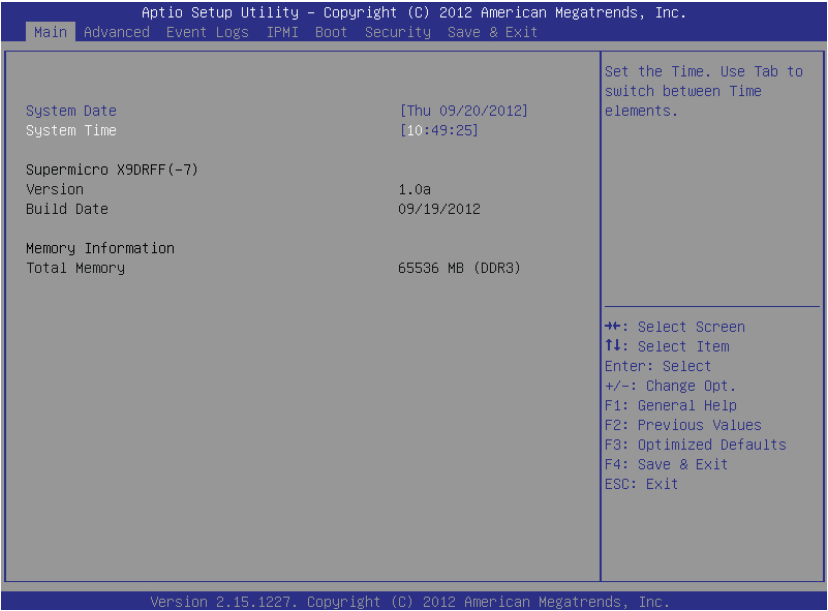 Aptio Setup Utility – Copyright (C) 2012 American Megatrends, Inc.
Main Advanced Event Logs IPMI Boot Security Save & Exit
System Date [Thu 09/20/2012]
System Time [10:49:25]
Supermicro X9DRFF(-7)
Version 1.0a
Build Date 09/19/2012
Memory Information
Total Memory 65536 MB (DDR3)
Set the Time. Use Tab to
switch between Time
elements.
→←: Select Screen
↑↓: Select Item
Enter: Select
+/-: Change Opt.
F1: General Help
F2: Previous Values
F3: Optimized Defaults
F4: Save & Exit
ESC: Exit
Version 2.15.1227. Copyright (C) 2012 American Megatrends, Inc.